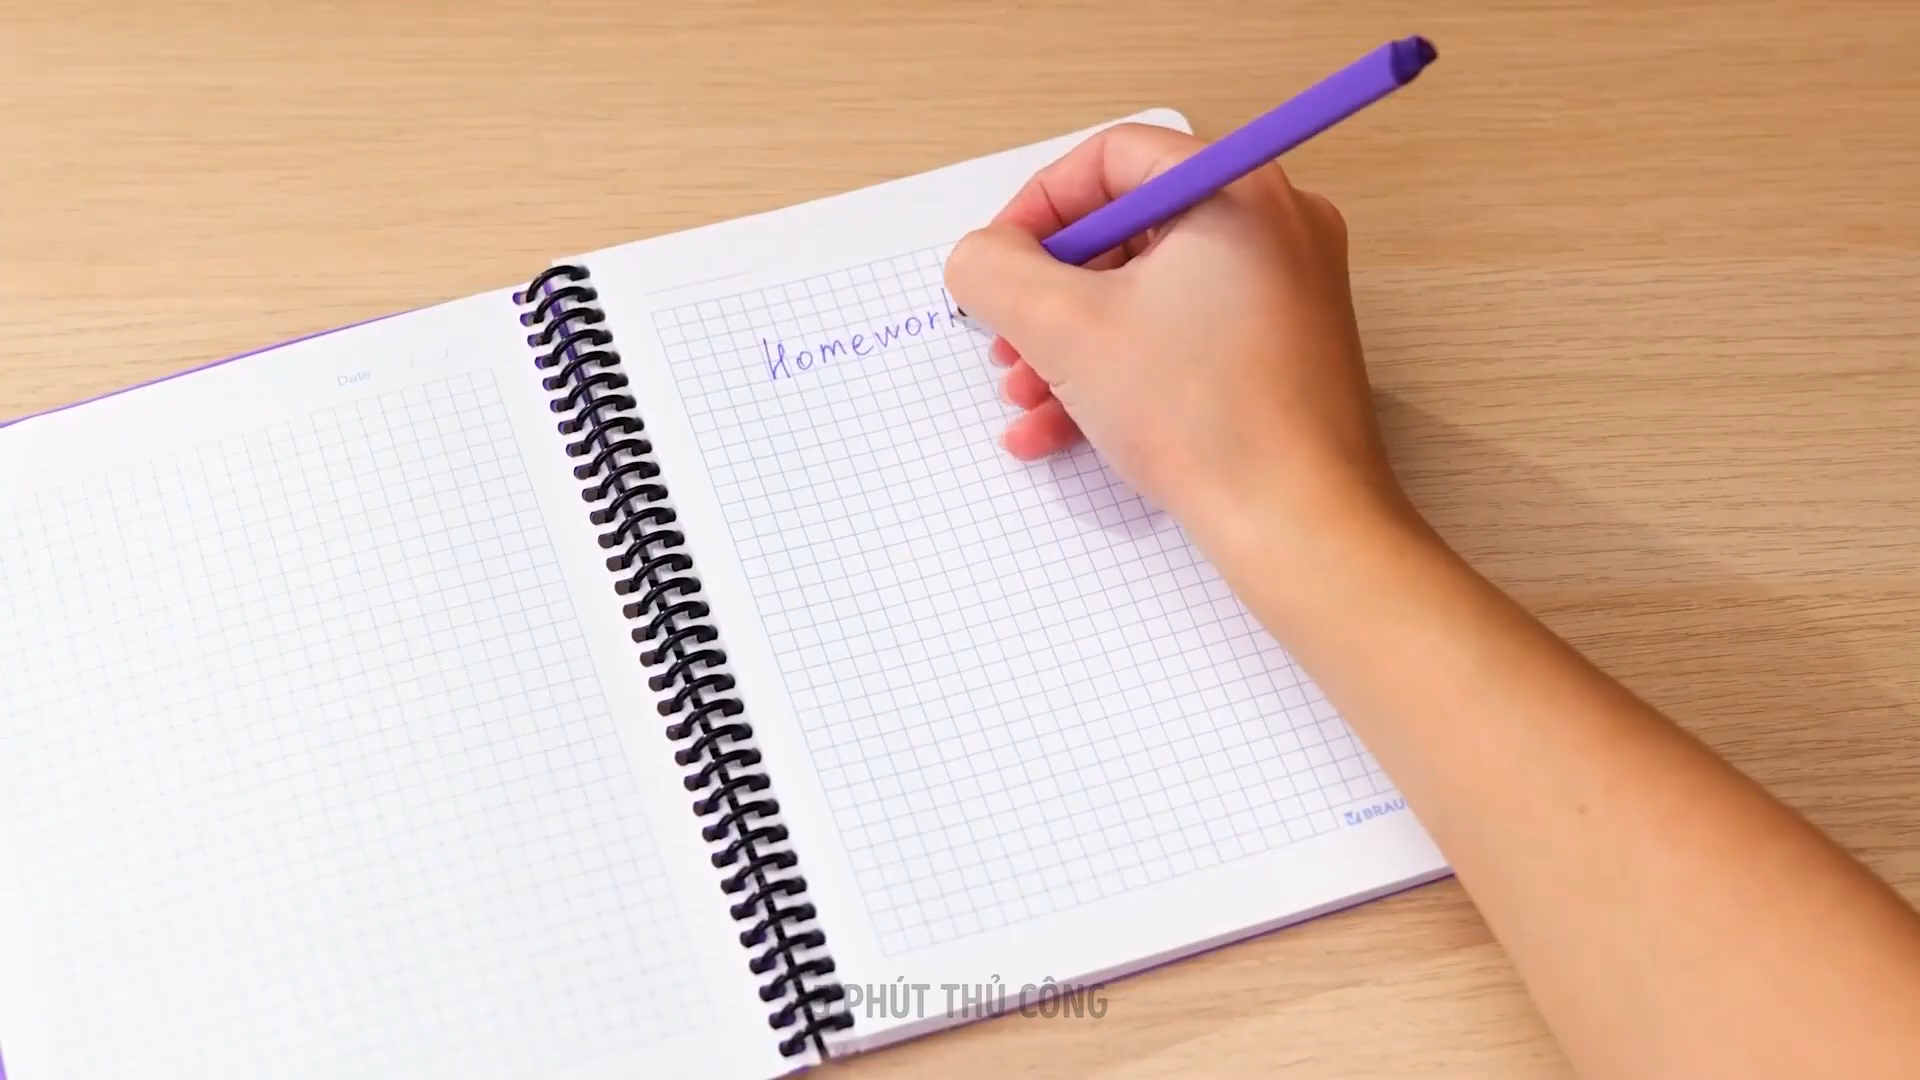 Date / /
Homework
5 PHÚT THỦ CÔNG